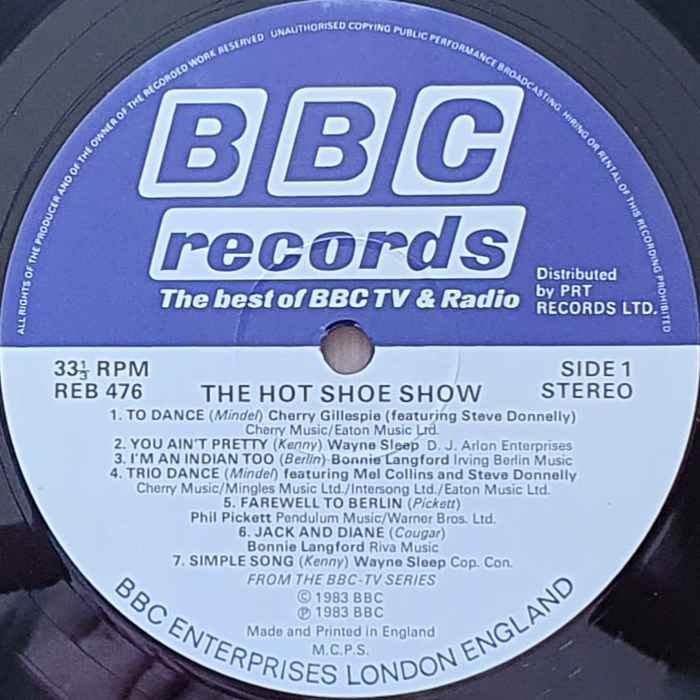 ALL RIGHTS OF THE PRODUCER AND OF THE OWNER OF THE RECORDED WORK RESERVED UNAUTHORISED COPYING PUBLIC PERFORMANCE BROADCASTING. HIRING OR RENTAL OF THIS RECORDING PROHIBITED
BBC
records
The best of BBC TV & Radio
Distributed
by PRT
RECORDS LTD.
33⅓ RPM
SIDE 1
REB 476
THE HOT SHOE SHOW
STEREO
1. TO DANCE (Mindel) Cherry Gillespie (featuring Steve Donnelly)
Cherry Music/Eaton Music Ltd.
2. YOU AIN'T PRETTY (Kenny) Wayne Sleep D. J. Arlon Enterprises
3. I'M AN INDIAN TOO (Berlin) Bonnie Langford Irving Berlin Music
4. TRIO DANCE (Mindel) featuring Mel Collins and Steve Donnelly
Cherry Music/Mingles Music Ltd./Intersong Ltd./Eaton Music Ltd.
5. FAREWELL TO BERLIN (Pickett)
Phil Pickett Pendulum Music/Warner Bros. Ltd.
6. JACK AND DIANE (Cougar)
Bonnie Langford Riva Music
7. SIMPLE SONG (Kenny) Wayne Sleep Cop. Con.
FROM THE BBC-TV SERIES
© 1983 BBC
℗ 1983 BBC
Made and Printed in England
M.C.P.S.
BBC ENTERPRISES LONDON ENGLAND